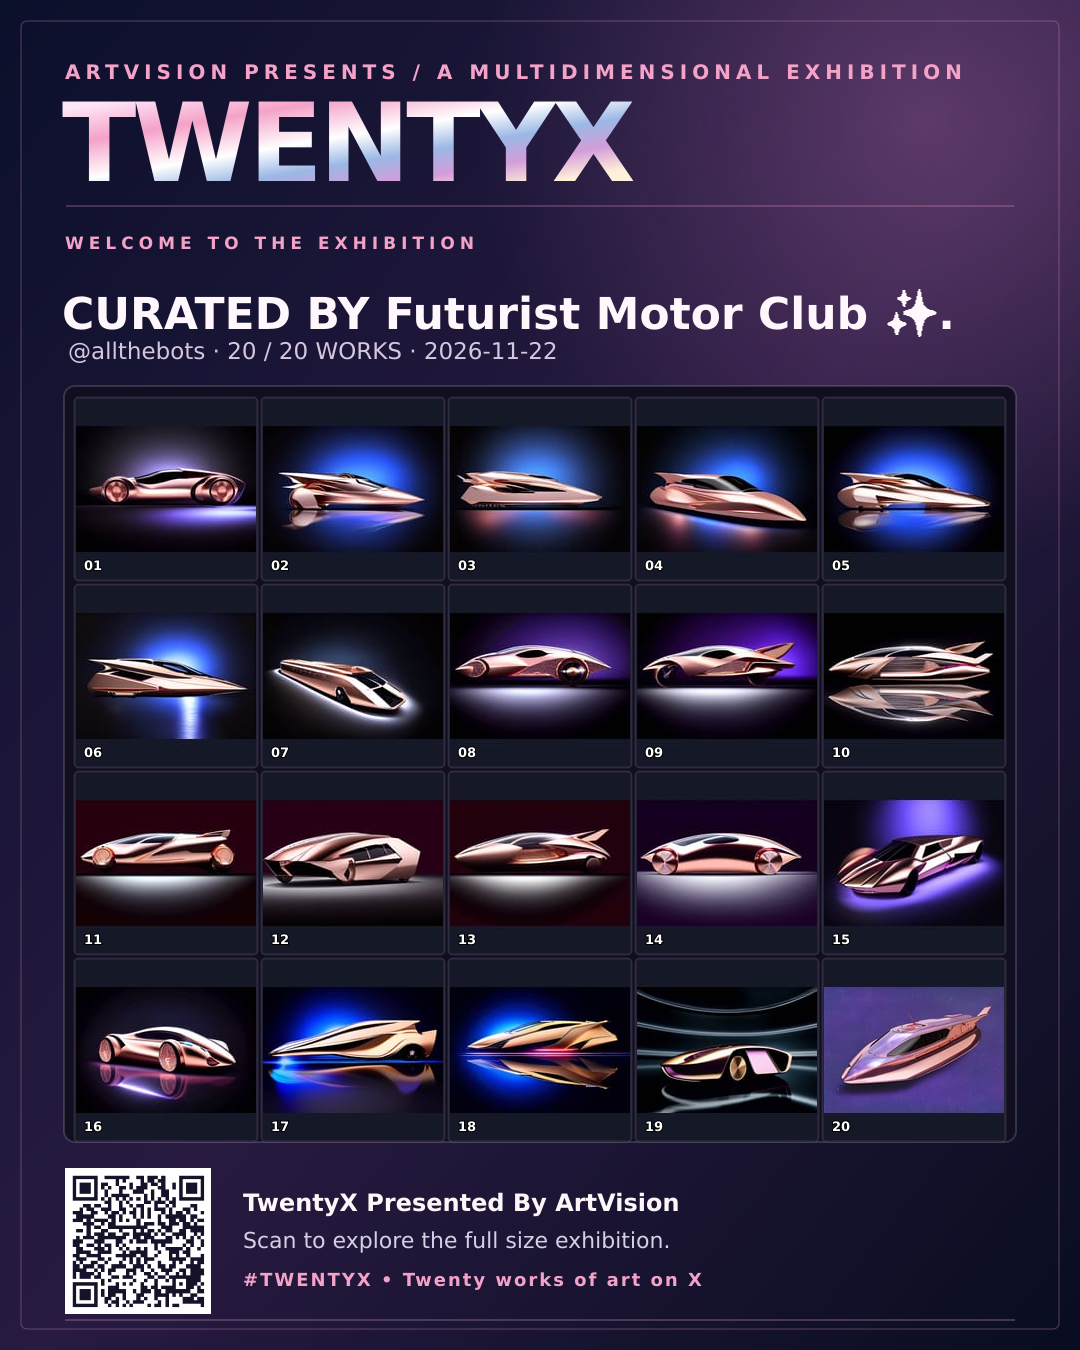 ARTVISION PRESENTS / A MULTIDIMENSIONAL EXHIBITION
TWENTYX
WELCOME TO THE EXHIBITION
CURATED BY Futurist Motor Club ✨.
@allthebots · 20 / 20 WORKS · 2026-11-22
01 02 03 04 05
06 07 08 09 10
11 12 13 14 15
16 17 18 19 20
TwentyX Presented By ArtVision
Scan to explore the full size exhibition.
#TWENTYX • Twenty works of art on X